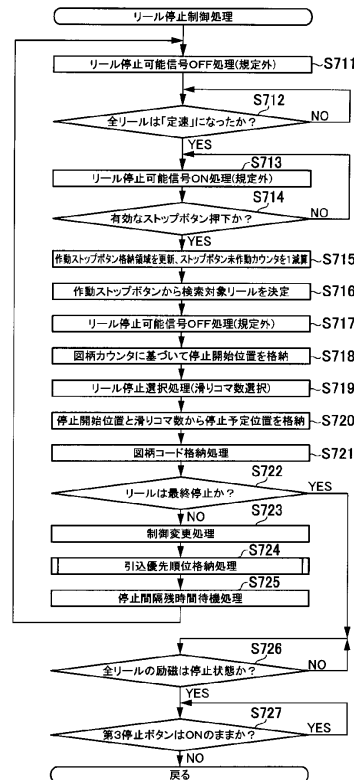 リール停止制御処理
リール停止可能信号OFF処理(規定外)
S711
S712
全リールは「定速」になったか?
NO
YES
S713
リール停止可能信号ON処理(規定外)
S714
有効なストップボタン押下か?
NO
YES
作動ストップボタン格納領域を更新、ストップボタン未作動カウンタを1減算
S715
作動ストップボタンから検索対象リールを決定
S716
リール停止可能信号OFF処理(規定外)
S717
図柄カウンタに基づいて停止開始位置を格納
S718
リール停止選択処理(滑りコマ数選択)
S719
停止開始位置と滑りコマ数から停止予定位置を格納
S720
図柄コード格納処理
S721
S722
リールは最終停止か?
YES
NO
S723
制御変更処理
S724
引込優先順位格納処理
S725
停止間隔残時間待機処理
S726
全リールの励磁は停止状態か?
NO
YES
S727
第3停止ボタンはONのままか?
YES
NO
戻る